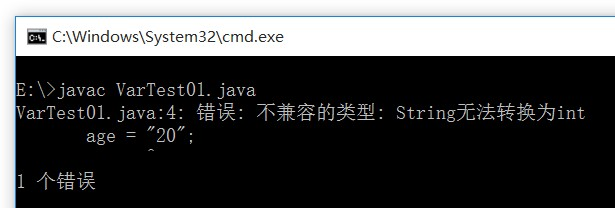 C:\Windows\System32\cmd.exe
E:\>javac VarTest01.java
VarTest01.java:4: 错误: 不兼容的类型: String无法转换为int
age = "20";
^
1 个错误